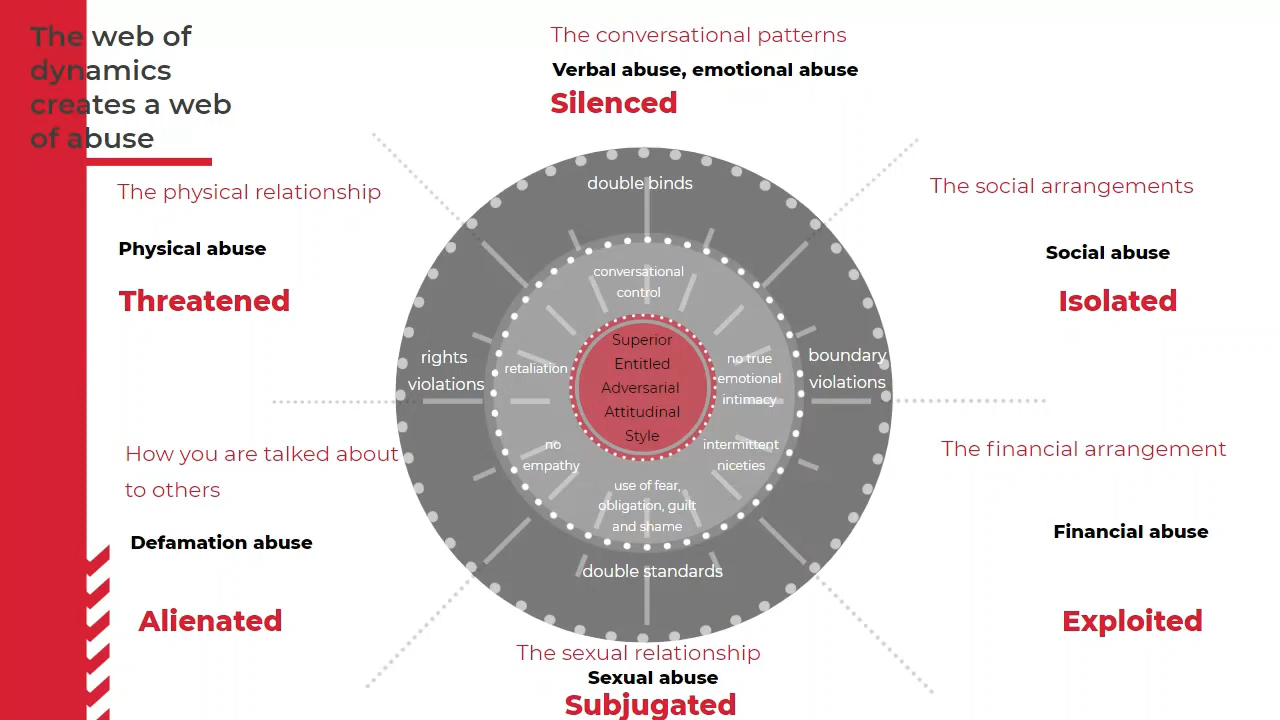 The web of
dynamics
creates a web
of abuse
The conversational patterns
Verbal abuse, emotional abuse
Silenced
The physical relationship
Physical abuse
Threatened
The social arrangements
Social abuse
Isolated
double binds
conversational
control
rights
violations
retaliation
Superior
Entitled
Adversarial
Attitudinal
Style
no true
emotional
intimacy
boundary
violations
no
empathy
intermittent
niceties
use of fear,
obligation, guilt
and shame
double standards
How you are talked about
to others
Defamation abuse
Alienated
The financial arrangement
Financial abuse
Exploited
The sexual relationship
Sexual abuse
Subjugated